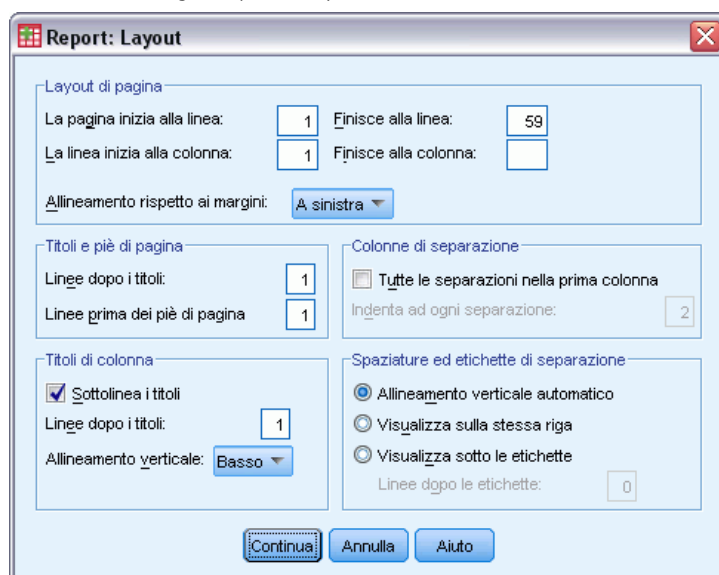 Report: Layout
Layout di pagina
La pagina inizia alla linea: 1 Finisce alla linea: 59
La linea inizia alla colonna: 1 Finisce alla colonna:
Allineamento rispetto ai margini: A sinistra
Titoli e piè di pagina
Linee dopo i titoli: 1
Linee prima dei piè di pagina 1
Colonne di separazione
Tutte le separazioni nella prima colonna
Indenta ad ogni separazione: 2
Titoli di colonna
Sottolinea i titoli
Linee dopo i titoli: 1
Allineamento verticale: Basso
Spaziature ed etichette di separazione
Allineamento verticale automatico
Visualizza sulla stessa riga
Visualizza sotto le etichette
Linee dopo le etichette: 0
Continua Annulla Aiuto